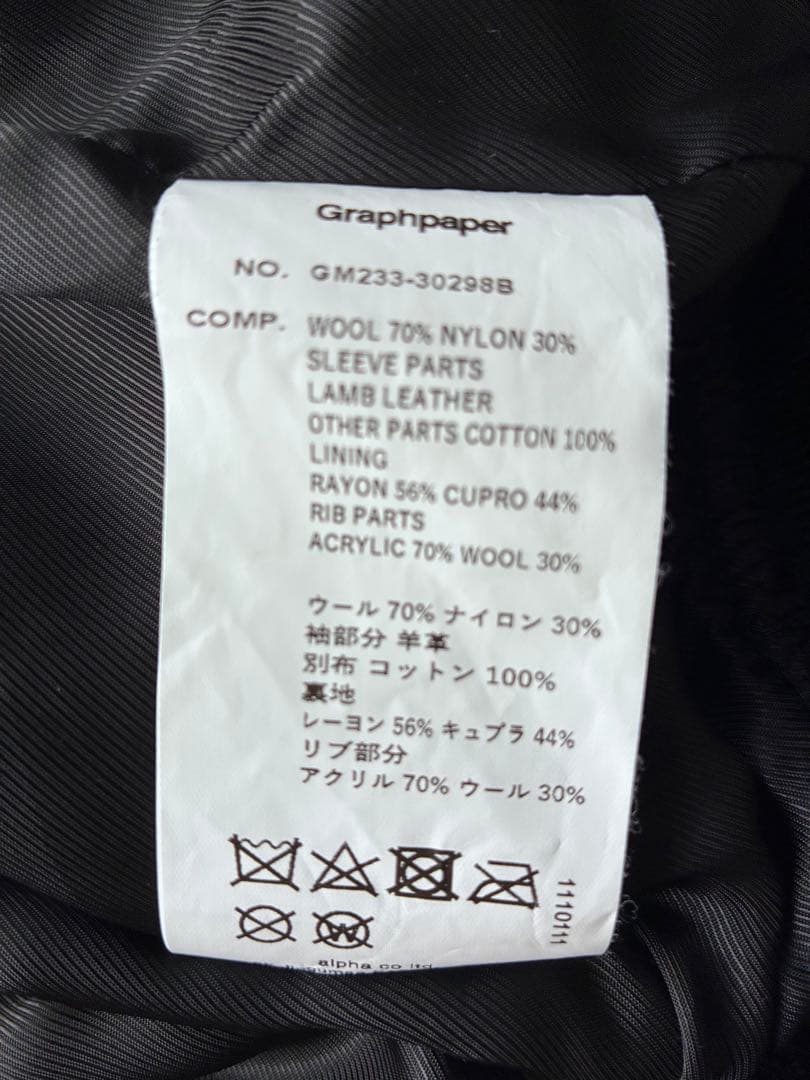 Graphpaper
NO. GM233-30298B
COMP. WOOL 70% NYLON 30%
SLEEVE PARTS
LAMB LEATHER
OTHER PARTS COTTON 100%
LINING
RAYON 56% CUPRO 44%
RIB PARTS
ACRYLIC 70% WOOL 30%
ウール 70% ナイロン 30%
袖部分 羊革
別布 コットン 100%
裏地
レーヨン 56% キュプラ 44%
リブ部分
アクリル 70% ウール 30%
1110111
W
alpha co ltd